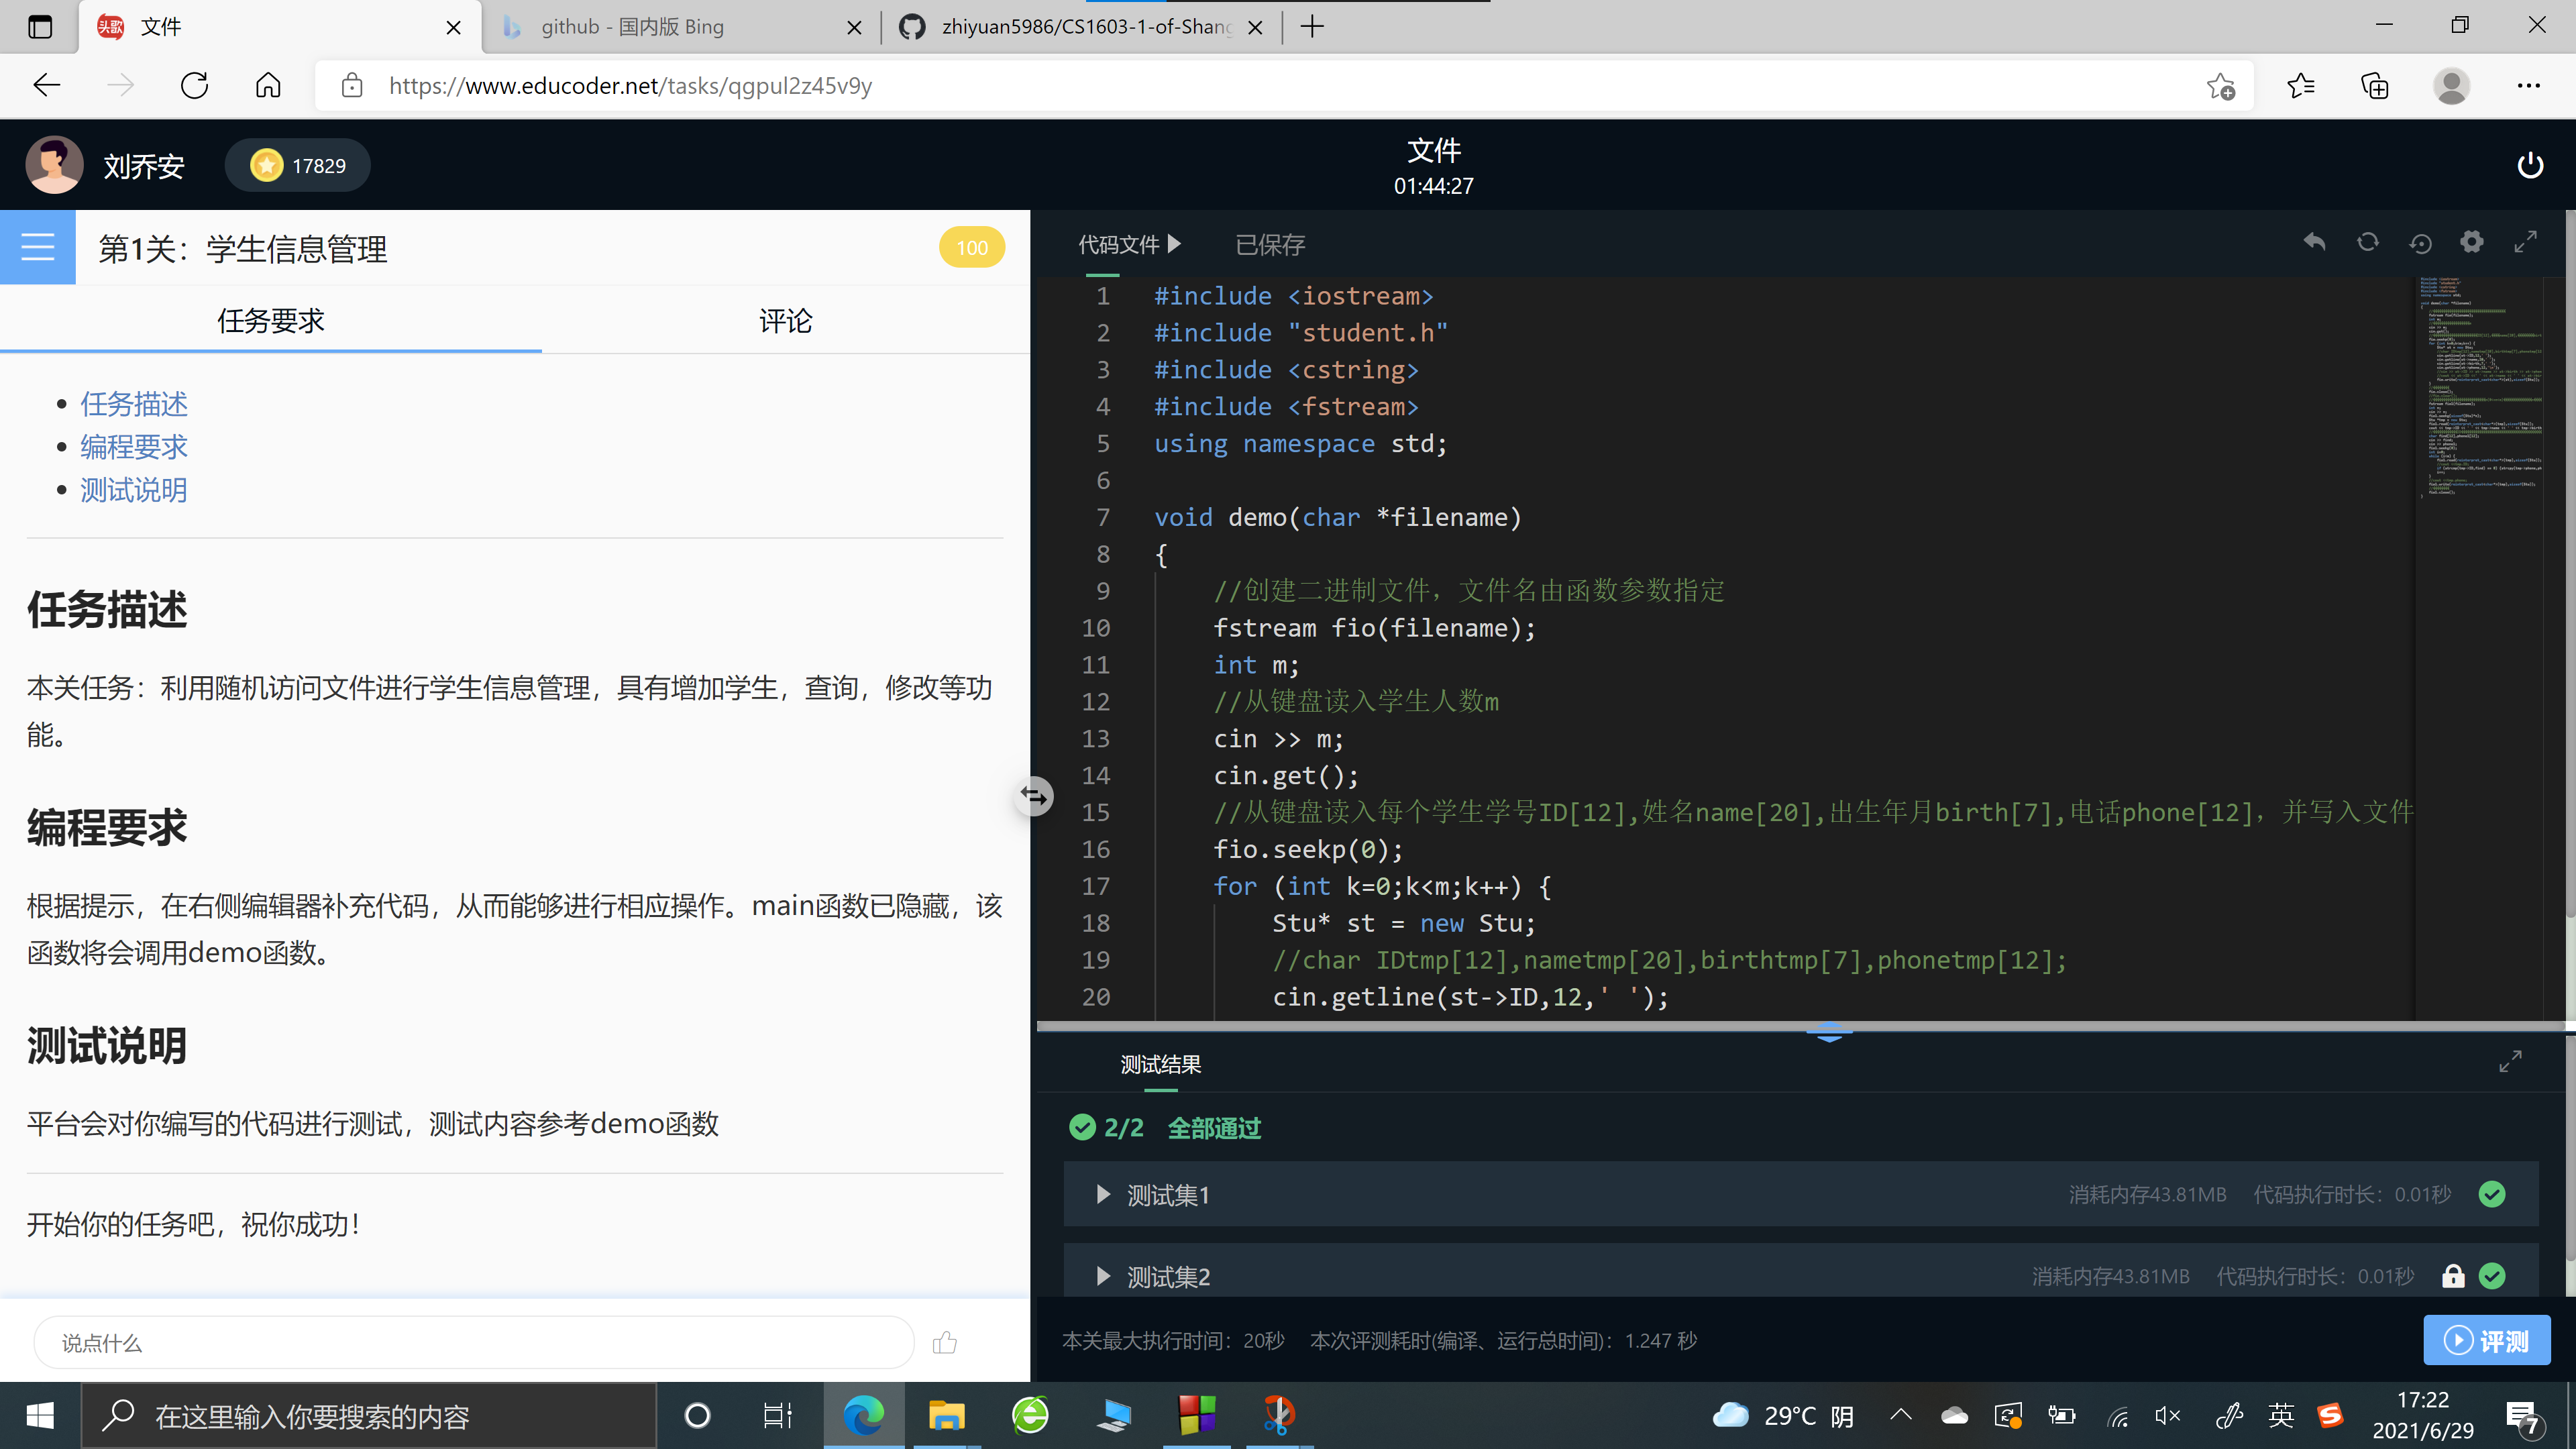 文件
github - 国内版 Bing
zhiyuan5986/CS1603-1-of-Shang
https://www.educoder.net/tasks/qgpul2z45v9y
刘乔安
17829
文件
01:44:27
第1关：学生信息管理
100
任务要求
评论
任务描述
编程要求
测试说明
任务描述
本关任务：利用随机访问文件进行学生信息管理，具有增加学生，查询，修改等功
能。
编程要求
根据提示，在右侧编辑器补充代码，从而能够进行相应操作。main函数已隐藏，该
函数将会调用demo函数。
测试说明
平台会对你编写的代码进行测试，测试内容参考demo函数
开始你的任务吧，祝你成功！
说点什么
代码文件
已保存
1 #include <iostream>
2 #include "student.h"
3 #include <cstring>
4 #include <fstream>
5 using namespace std;
6
7 void demo(char *filename)
8 {
9 //创建二进制文件，文件名由函数参数指定
10 fstream fio(filename);
11 int m;
12 //从键盘读入学生人数m
13 cin >> m;
14 cin.get();
15 //从键盘读入每个学生学号ID[12],姓名name[20],出生年月birth[7],电话phone[12]，并写入文件
16 fio.seekp(0);
17 for (int k=0;k<m;k++) {
18 Stu* st = new Stu;
19 //char IDtmp[12],nametmp[20],birthtmp[7],phonetmp[12];
20 cin.getline(st->ID,12,' ');
测试结果
2/2 全部通过
测试集1 消耗内存43.81MB 代码执行时长：0.01秒
测试集2 消耗内存43.81MB 代码执行时长：0.01秒
本关最大执行时间：20秒 本次评测耗时(编译、运行总时间)：1.247 秒
评测
在这里输入你要搜索的内容
29°C 阴
英
17:22
2021/6/29
7